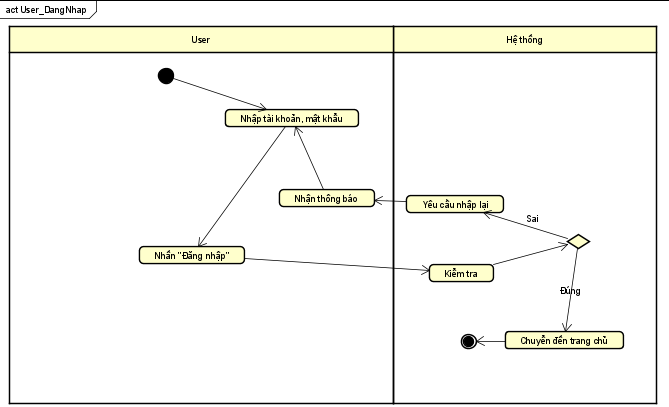 act User_DangNhap
User
Hệ thống
Nhập tài khoản, mật khẩu
Nhận thông báo
Yêu cầu nhập lại
Sai
Nhấn "Đăng nhập"
Kiểm tra
Đúng
Chuyển đến trang chủ